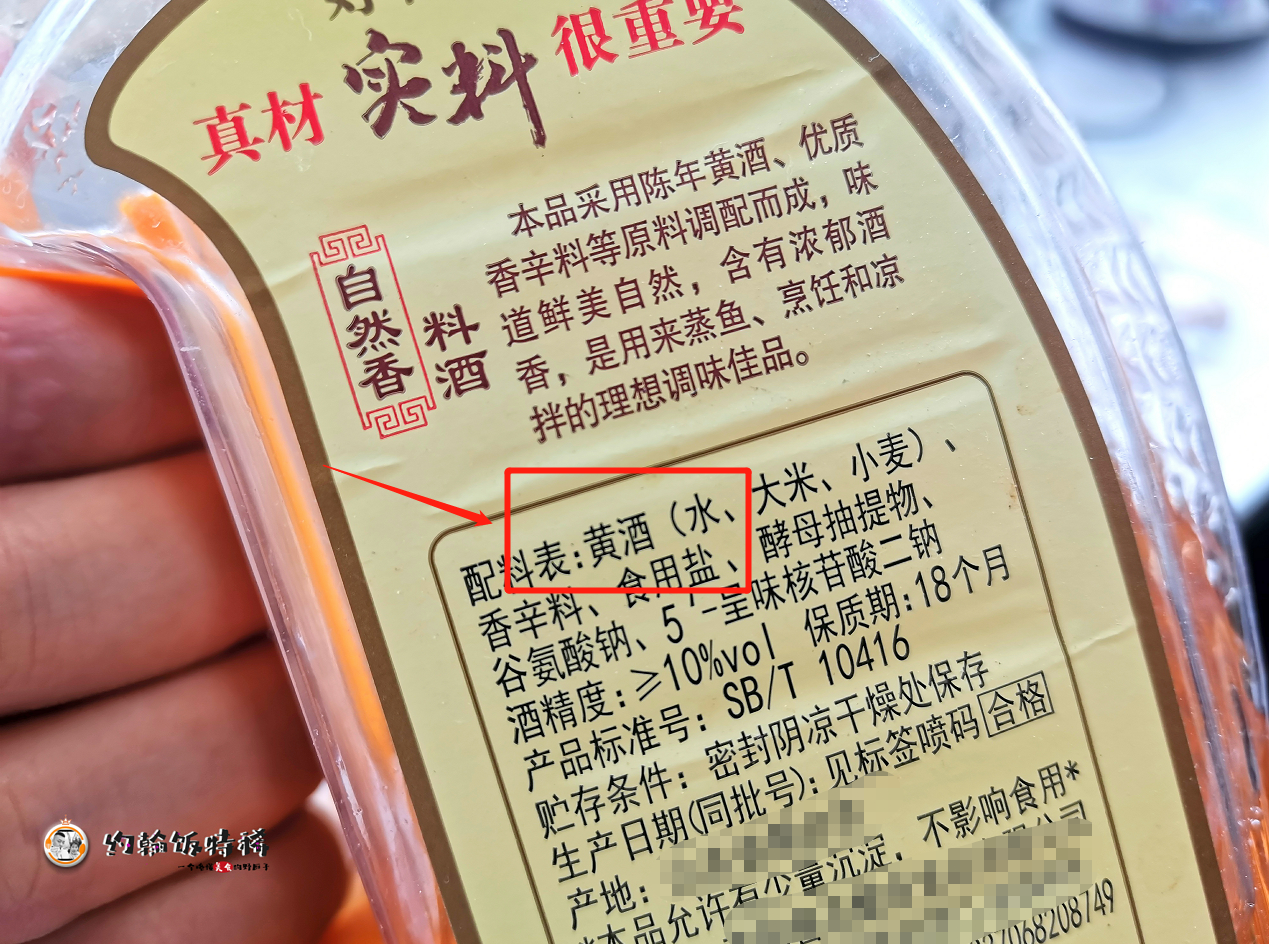 真材实料很重要
自然香
料酒
本品采用陈年黄酒、优质
香辛料等原料调配而成，味
道鲜美自然，含有浓郁酒
香，是用来蒸鱼、烹饪和凉
拌的理想调味佳品。
配料表:黄酒（水、大米、小麦）、
香辛料、食用盐、酵母抽提物、
谷氨酸钠、5′-呈味核苷酸二钠
酒精度:≥10%vol 保质期:18个月
产品标准号: SB/T 10416
贮存条件: 密封阴凉干燥处保存
生产日期(同批号):见标签喷码 合格
产地:
*本品允许有少量沉淀，不影响食用*
68208749